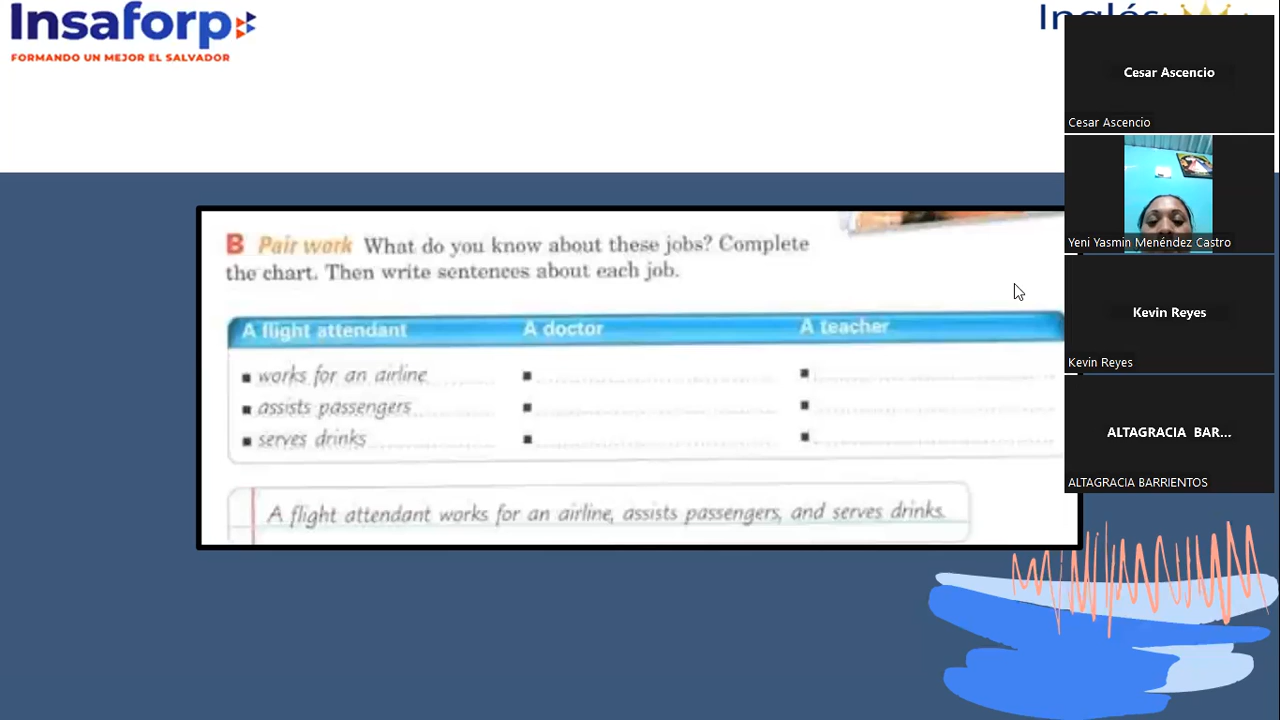 Insaforp
FORMANDO UN MEJOR EL SALVADOR
Inglés
Cesar Ascencio
Cesar Ascencio
Yeni Yasmin Menéndez Castro
Kevin Reyes
Kevin Reyes
ALTAGRACIA BAR...
ALTAGRACIA BARRIENTOS
B Pair work What do you know about these jobs? Complete
the chart. Then write sentences about each job.
A flight attendant A doctor A teacher
works for an airline
assists passengers
serves drinks
A flight attendant works for an airline, assists passengers, and serves drinks.